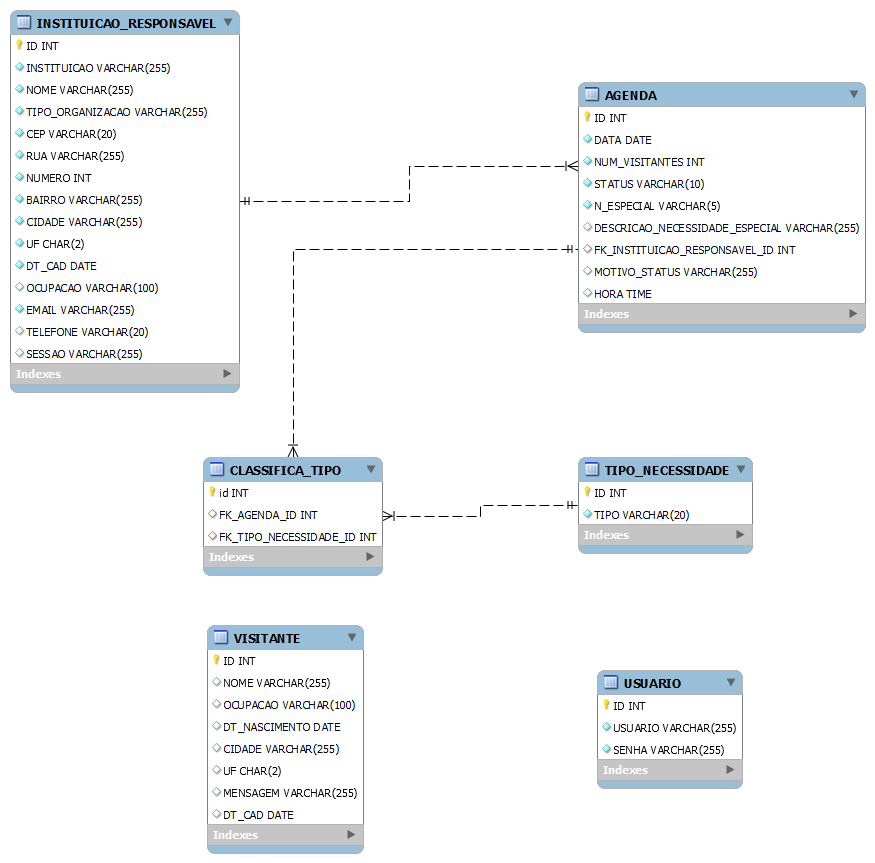 INSTITUICAO_RESPONSAVEL
ID INT
INSTITUICAO VARCHAR(255)
NOME VARCHAR(255)
TIPO_ORGANIZACAO VARCHAR(255)
CEP VARCHAR(20)
RUA VARCHAR(255)
NUMERO INT
BAIRRO VARCHAR(255)
CIDADE VARCHAR(255)
UF CHAR(2)
DT_CAD DATE
OCUPACAO VARCHAR(100)
EMAIL VARCHAR(255)
TELEFONE VARCHAR(20)
SESSAO VARCHAR(255)
Indexes
AGENDA
ID INT
DATA DATE
NUM_VISITANTES INT
STATUS VARCHAR(10)
N_ESPECIAL VARCHAR(5)
DESCRICAO_NECESSIDADE_ESPECIAL VARCHAR(255)
FK_INSTITUICAO_RESPONSAVEL_ID INT
MOTIVO_STATUS VARCHAR(255)
HORA TIME
Indexes
CLASSIFICA_TIPO
id INT
FK_AGENDA_ID INT
FK_TIPO_NECESSIDADE_ID INT
Indexes
TIPO_NECESSIDADE
ID INT
TIPO VARCHAR(20)
Indexes
VISITANTE
ID INT
NOME VARCHAR(255)
OCUPACAO VARCHAR(100)
DT_NASCIMENTO DATE
CIDADE VARCHAR(255)
UF CHAR(2)
MENSAGEM VARCHAR(255)
DT_CAD DATE
Indexes
USUARIO
ID INT
USUARIO VARCHAR(255)
SENHA VARCHAR(255)
Indexes